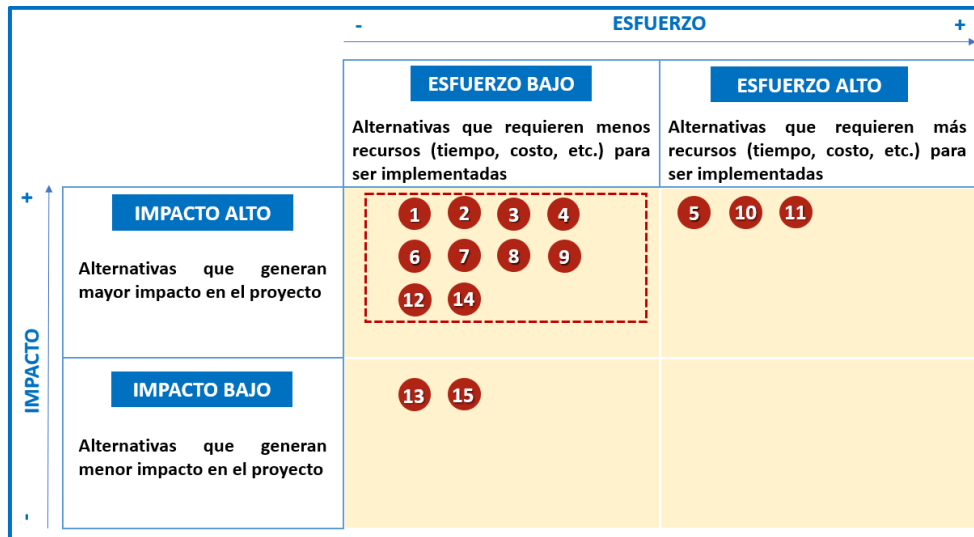 - ESFUERZO +
ESFUERZO BAJO
Alternativas que requieren menos
recursos (tiempo, costo, etc.) para
ser implementadas
ESFUERZO ALTO
Alternativas que requieren más
recursos (tiempo, costo, etc.) para
ser implementadas
+
IMPACTO
-
IMPACTO ALTO
Alternativas que generan
mayor impacto en el proyecto
1 2 3 4
6 7 8 9
12 14
5 10 11
IMPACTO BAJO
Alternativas que generan
menor impacto en el proyecto
13 15